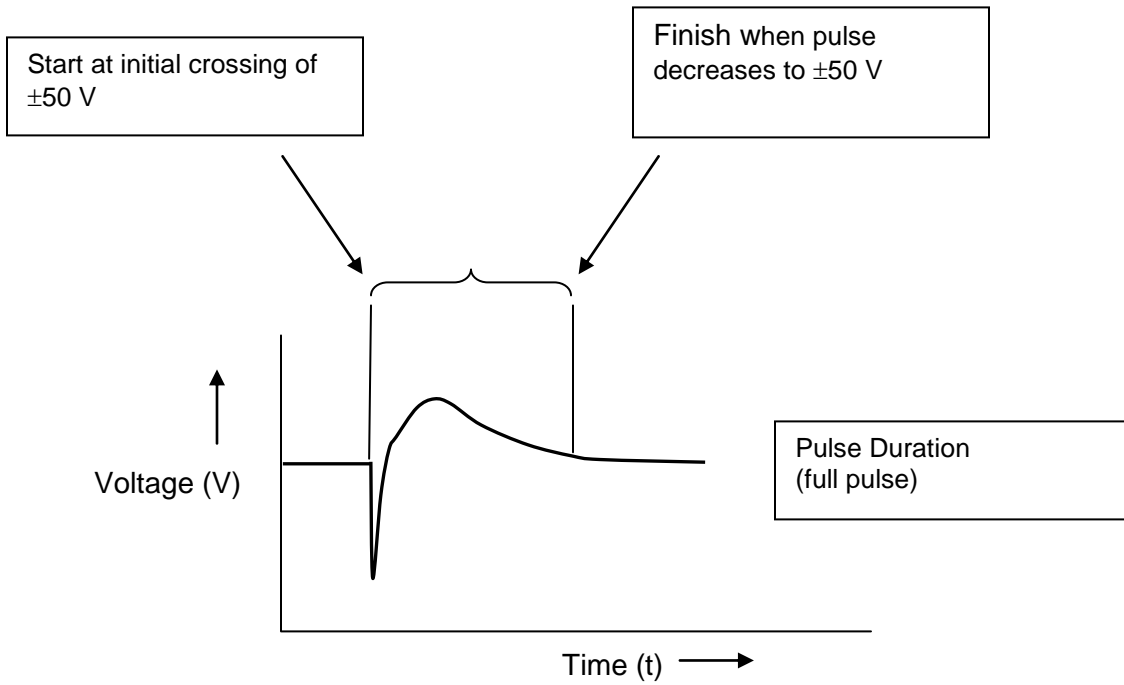 Start at initial crossing of
±50 V
Finish when pulse
decreases to ±50 V
Voltage (V)
Pulse Duration
(full pulse)
Time (t)